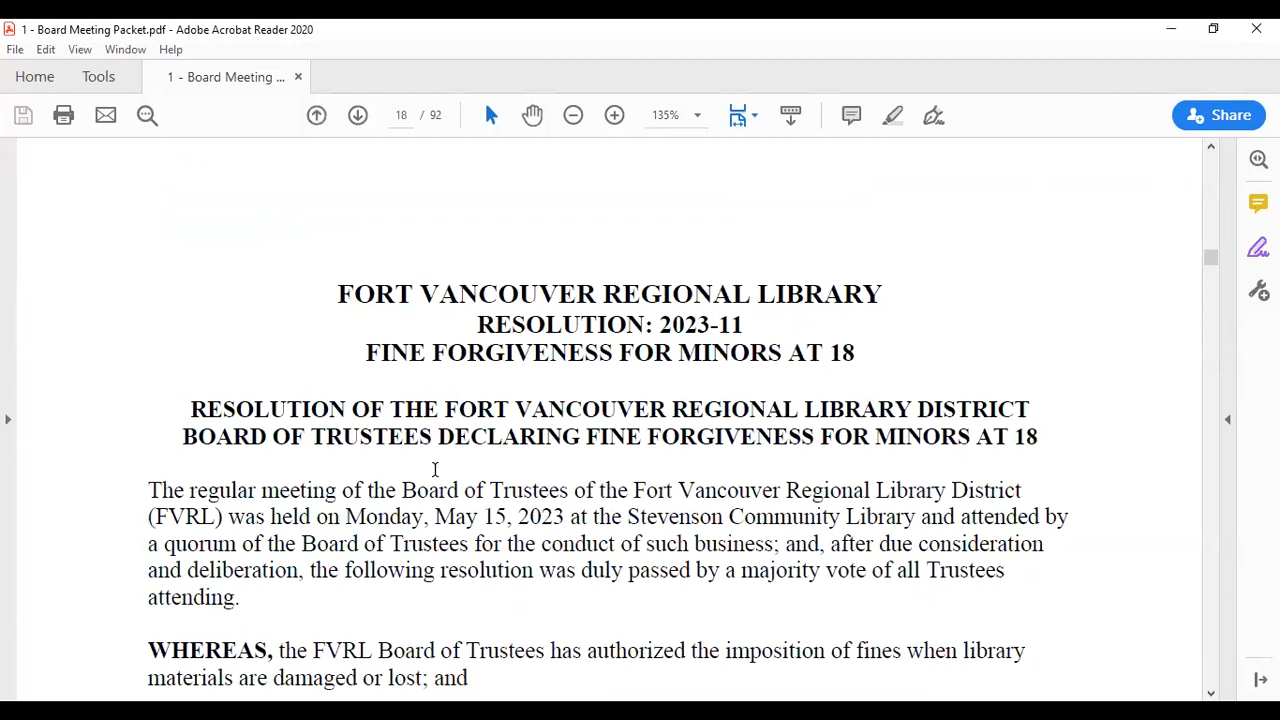 1 - Board Meeting Packet.pdf - Adobe Acrobat Reader 2020
File Edit View Window Help
Home Tools 1 - Board Meeting ... ×
18 / 92 135% Share
FORT VANCOUVER REGIONAL LIBRARY
RESOLUTION: 2023-11
FINE FORGIVENESS FOR MINORS AT 18
RESOLUTION OF THE FORT VANCOUVER REGIONAL LIBRARY DISTRICT
BOARD OF TRUSTEES DECLARING FINE FORGIVENESS FOR MINORS AT 18
The regular meeting of the Board of Trustees of the Fort Vancouver Regional Library District
(FVRL) was held on Monday, May 15, 2023 at the Stevenson Community Library and attended by
a quorum of the Board of Trustees for the conduct of such business; and, after due consideration
and deliberation, the following resolution was duly passed by a majority vote of all Trustees
attending.
WHEREAS, the FVRL Board of Trustees has authorized the imposition of fines when library
materials are damaged or lost; and